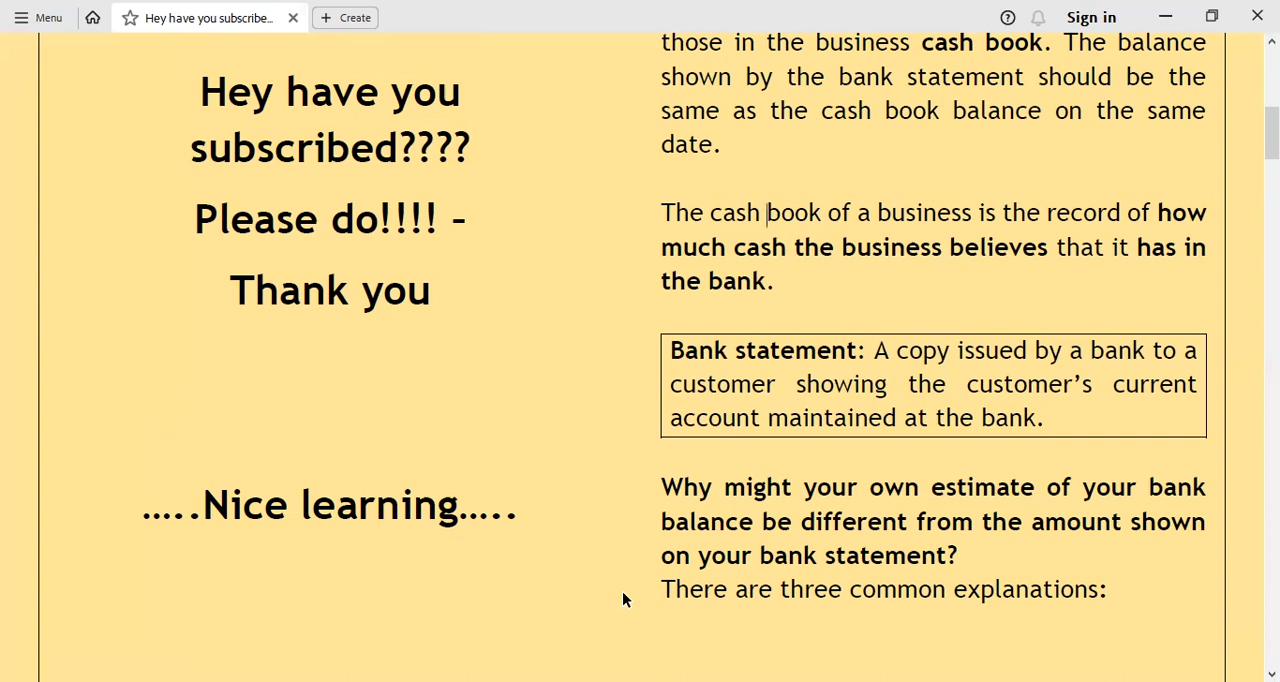 Menu
Hey have you subscribe...
Create
Sign in
Hey have you
subscribed????
Please do!!!! –
Thank you
…..Nice learning…..
those in the business cash book. The balance
shown by the bank statement should be the
same as the cash book balance on the same
date.
The cash book of a business is the record of how
much cash the business believes that it has in
the bank.
Bank statement: A copy issued by a bank to a
customer showing the customer’s current
account maintained at the bank.
Why might your own estimate of your bank
balance be different from the amount shown
on your bank statement?
There are three common explanations: